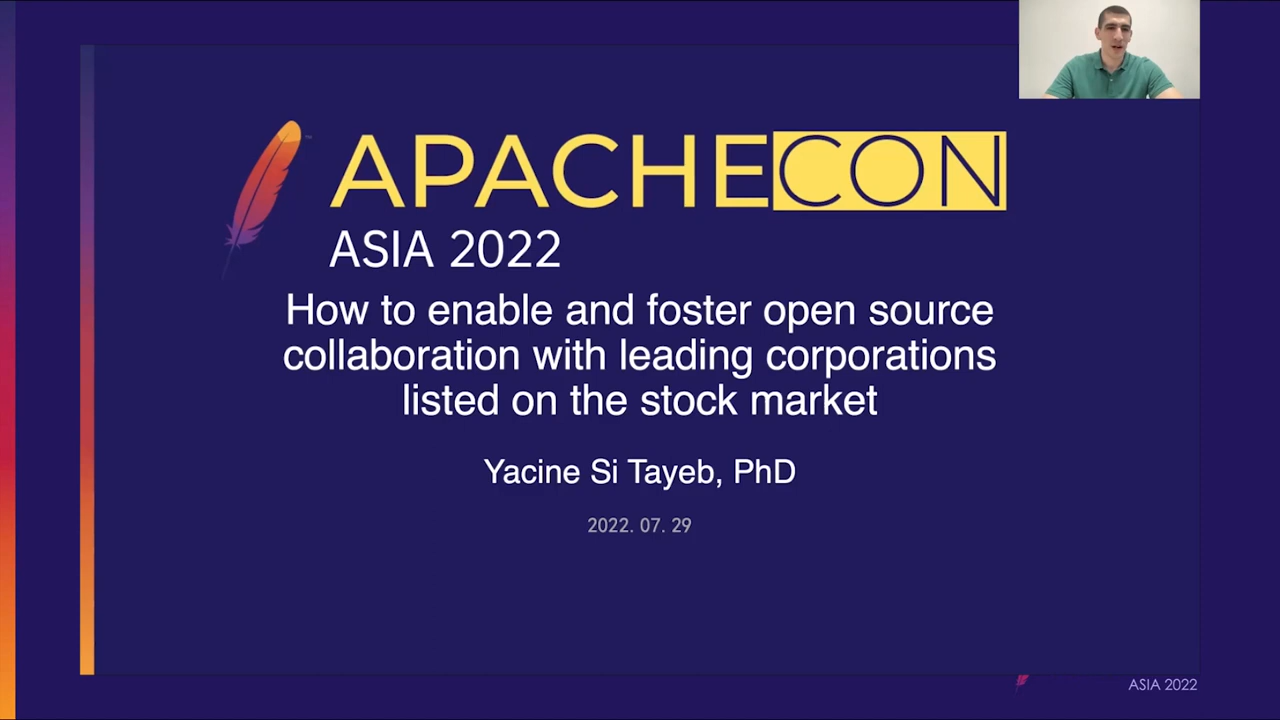 APACHECON
ASIA 2022
How to enable and foster open source
collaboration with leading corporations
listed on the stock market
Yacine Si Tayeb, PhD
2022. 07. 29
ASIA 2022